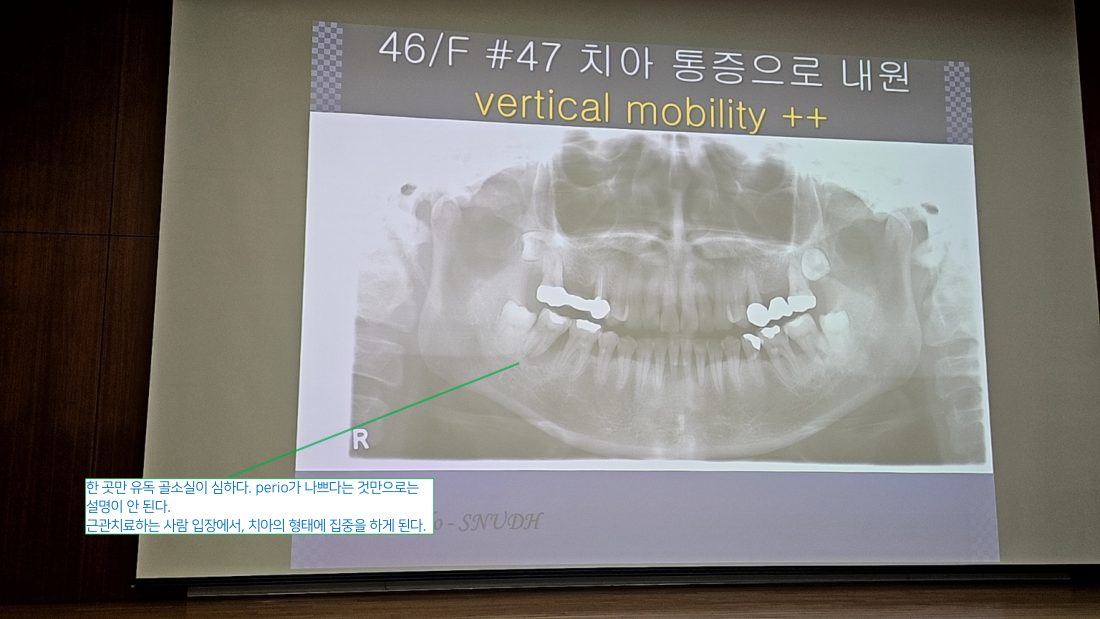 46/F #47 치아 통증으로 내원
vertical mobility ++
R
한 곳만 유독 골소실이 심하다. perio가 나쁘다는 것만으로는
설명이 안 된다.
근관치료하는 사람 입장에서, 치아의 형태에 집중을 하게 된다.
- SNUDH